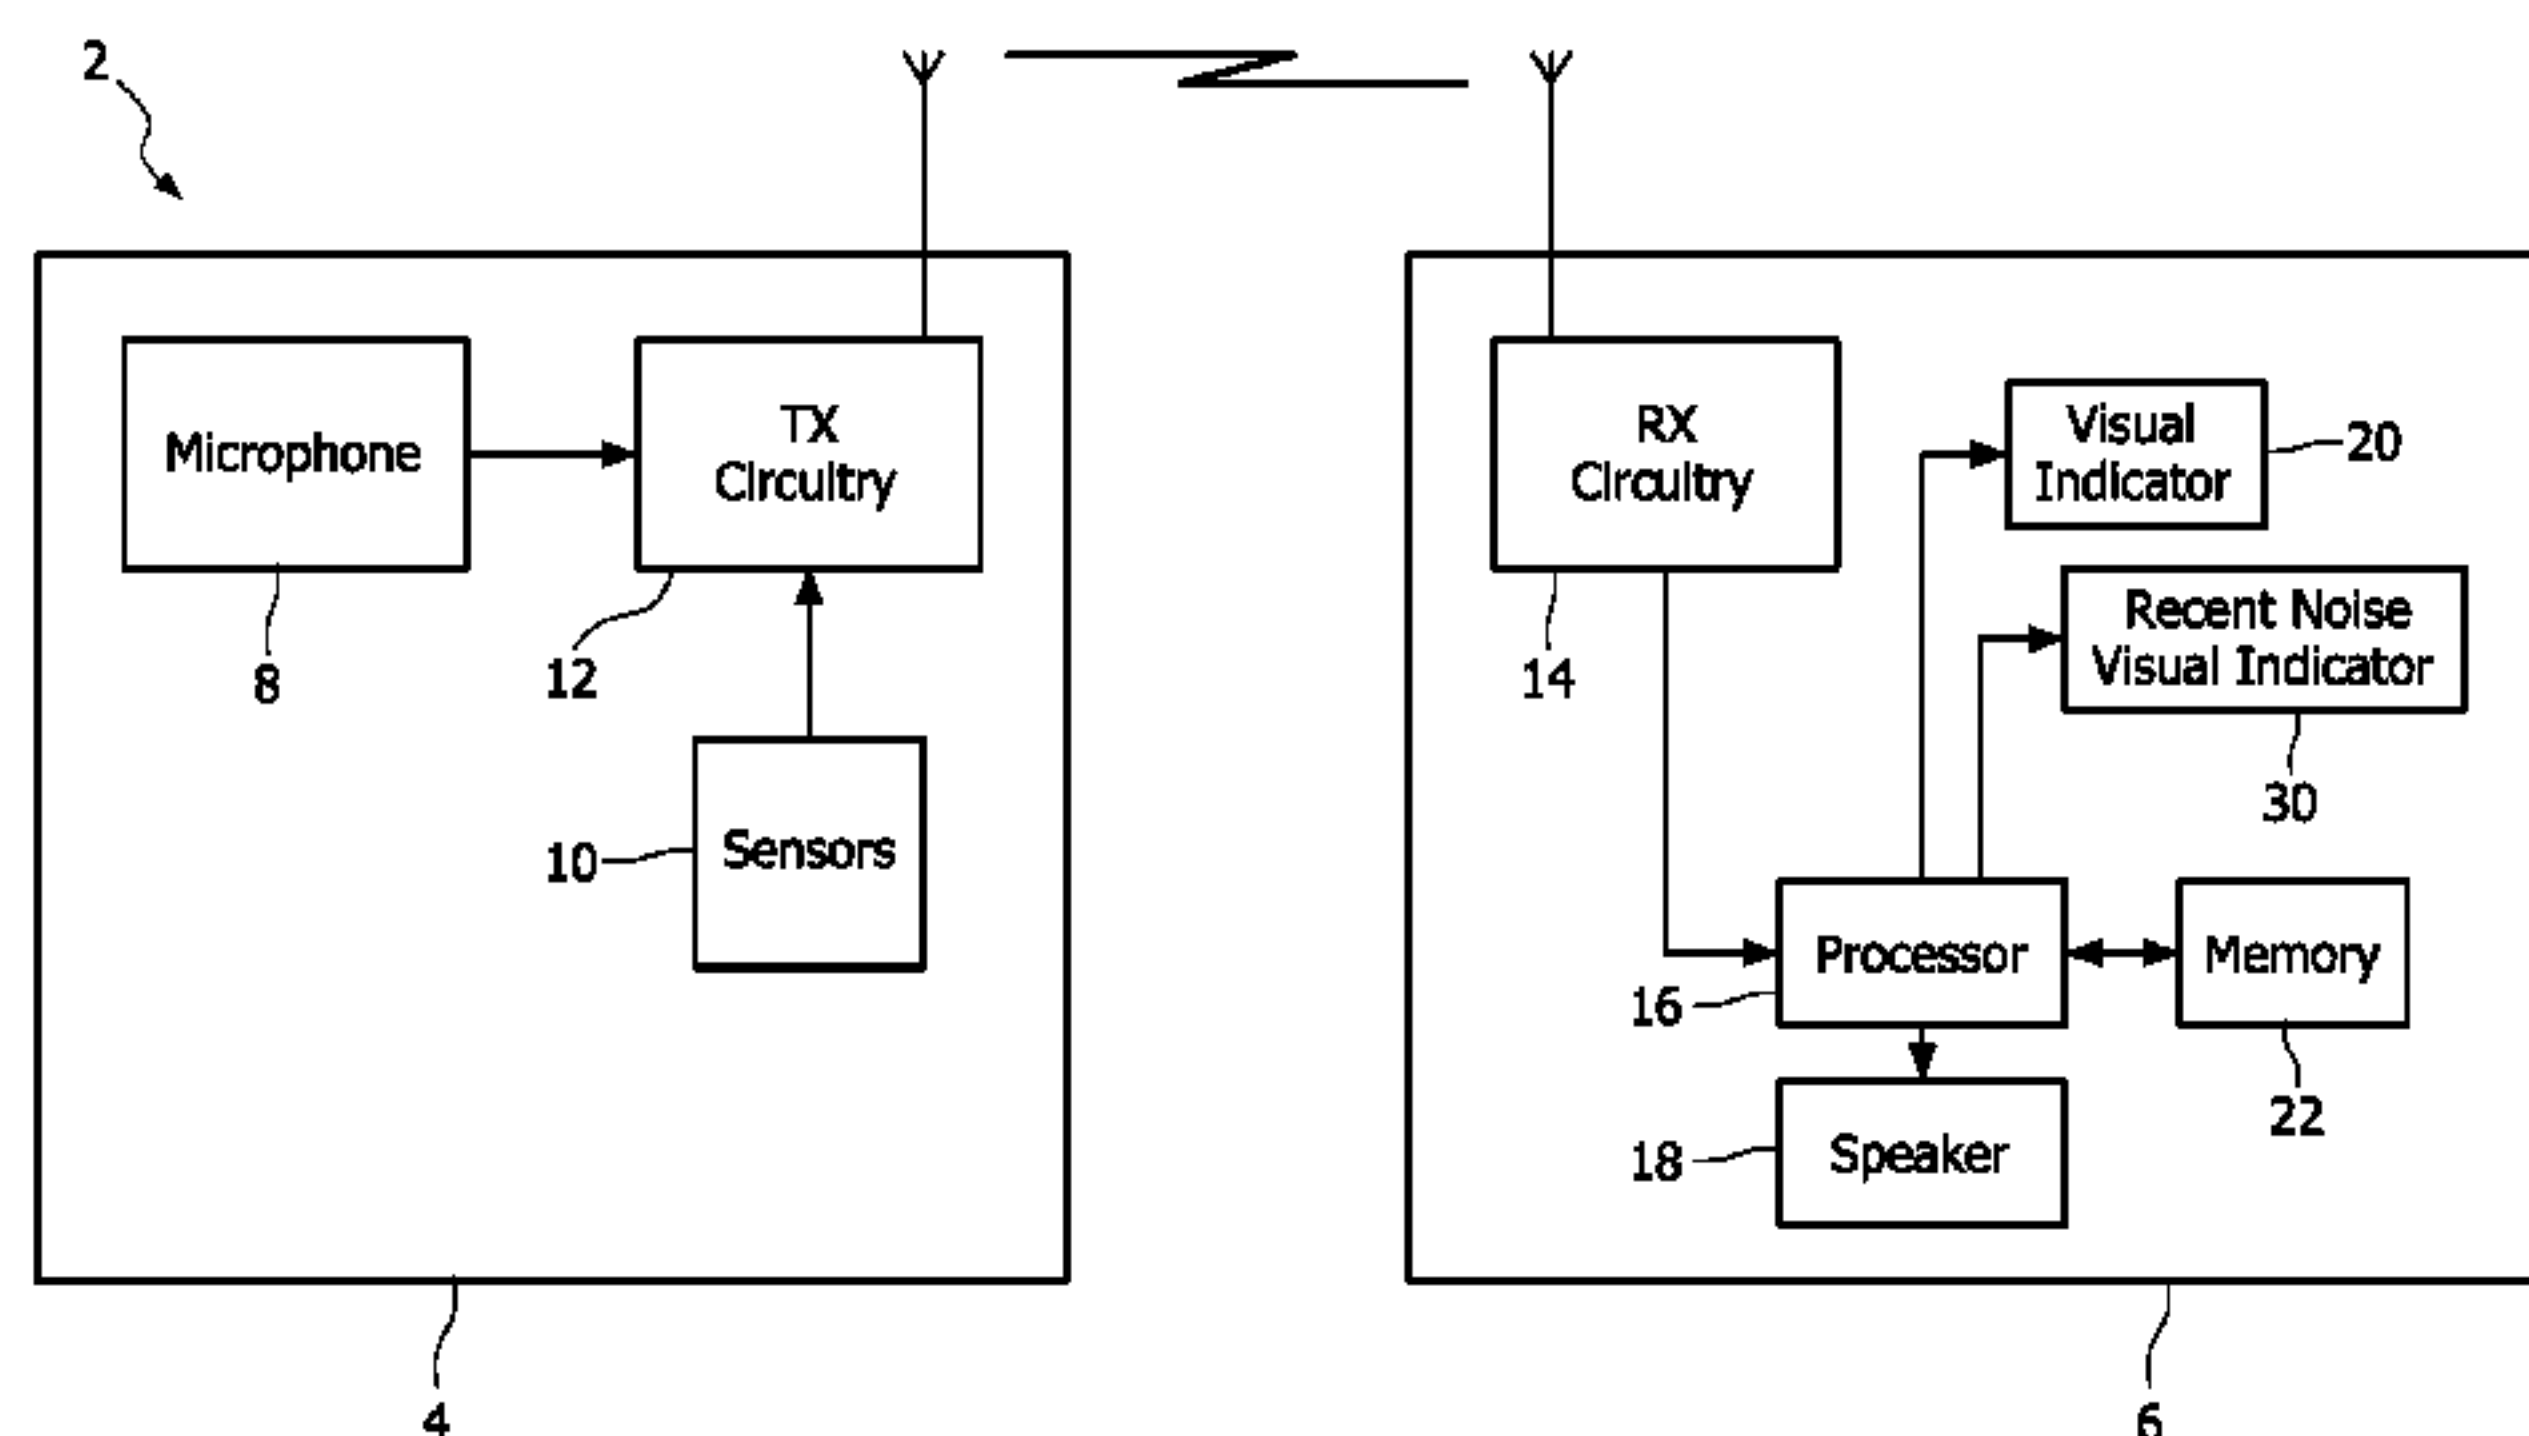 2
Microphone
TX
Circuitry
8
12
Sensors
10
4
RX
Circuitry
14
Visual
Indicator
20
Recent Noise
Visual Indicator
30
Processor
16
Memory
22
Speaker
18
6